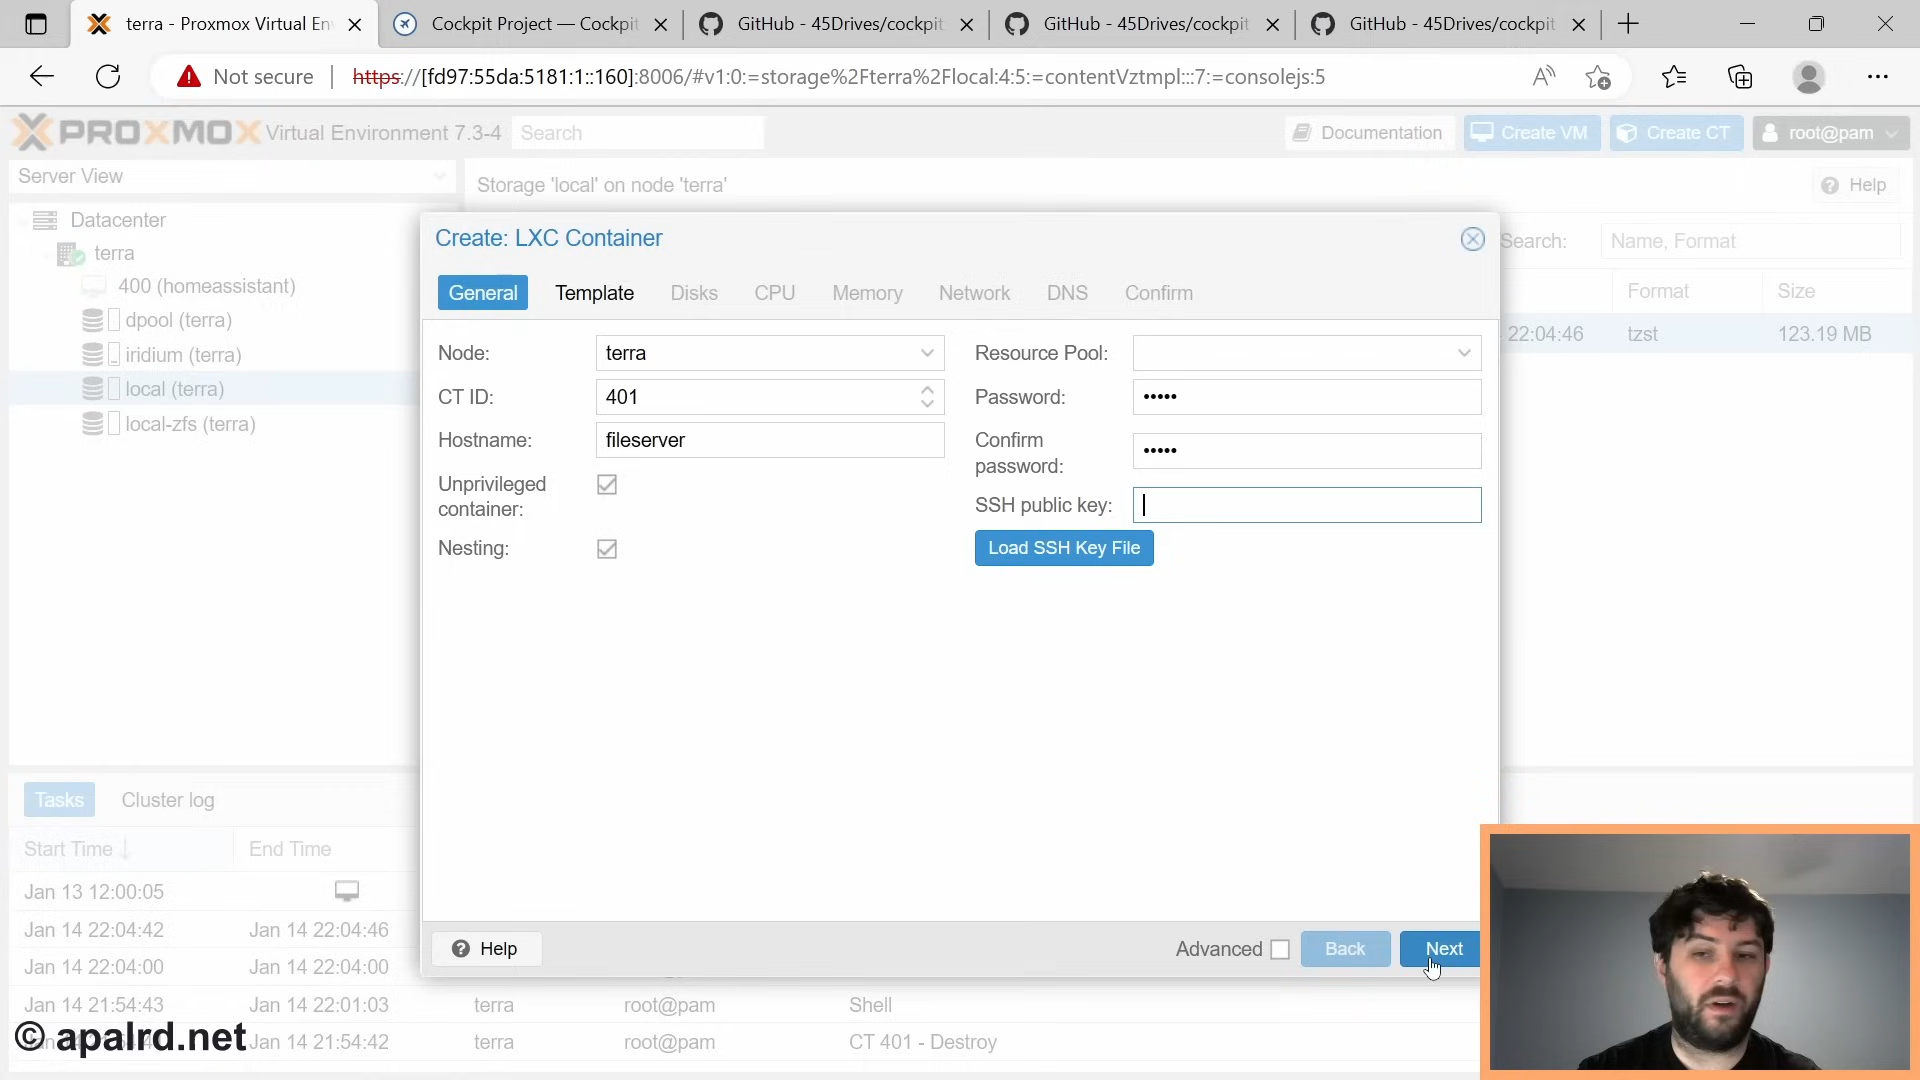 terra - Proxmox Virtual En
Cockpit Project — Cockpit
GitHub - 45Drives/cockpit
GitHub - 45Drives/cockpit
GitHub - 45Drives/cockpit
Not secure
https://[fd97:55da:5181:1::160]:8006/#v1:0:=storage%2Fterra%2Flocal:4:5:=contentVztmpl:::7:=consolejs:5
PROXMOX Virtual Environment 7.3-4
Search
Documentation
Create VM
Create CT
root@pam
Server View
Storage 'local' on node 'terra'
Help
Datacenter
terra
400 (homeassistant)
dpool (terra)
iridium (terra)
local (terra)
local-zfs (terra)
Search:
Name, Format
Format
Size
22:04:46
tzst
123.19 MB
Create: LXC Container
General
Template
Disks
CPU
Memory
Network
DNS
Confirm
Node:
terra
CT ID:
401
Hostname:
fileserver
Unprivileged
container:
Nesting:
Resource Pool:
Password:
•••••
Confirm
password:
•••••
SSH public key:
Load SSH Key File
Help
Advanced
Back
Next
Tasks
Cluster log
Start Time
End Time
Jan 13 12:00:05
Jan 14 22:04:42
Jan 14 22:04:46
Jan 14 22:04:00
Jan 14 22:04:00
Jan 14 21:54:43
Jan 14 22:01:03
terra
root@pam
Shell
Jan 14 21:54:42
terra
root@pam
CT 401 - Destroy
© apalrd.net